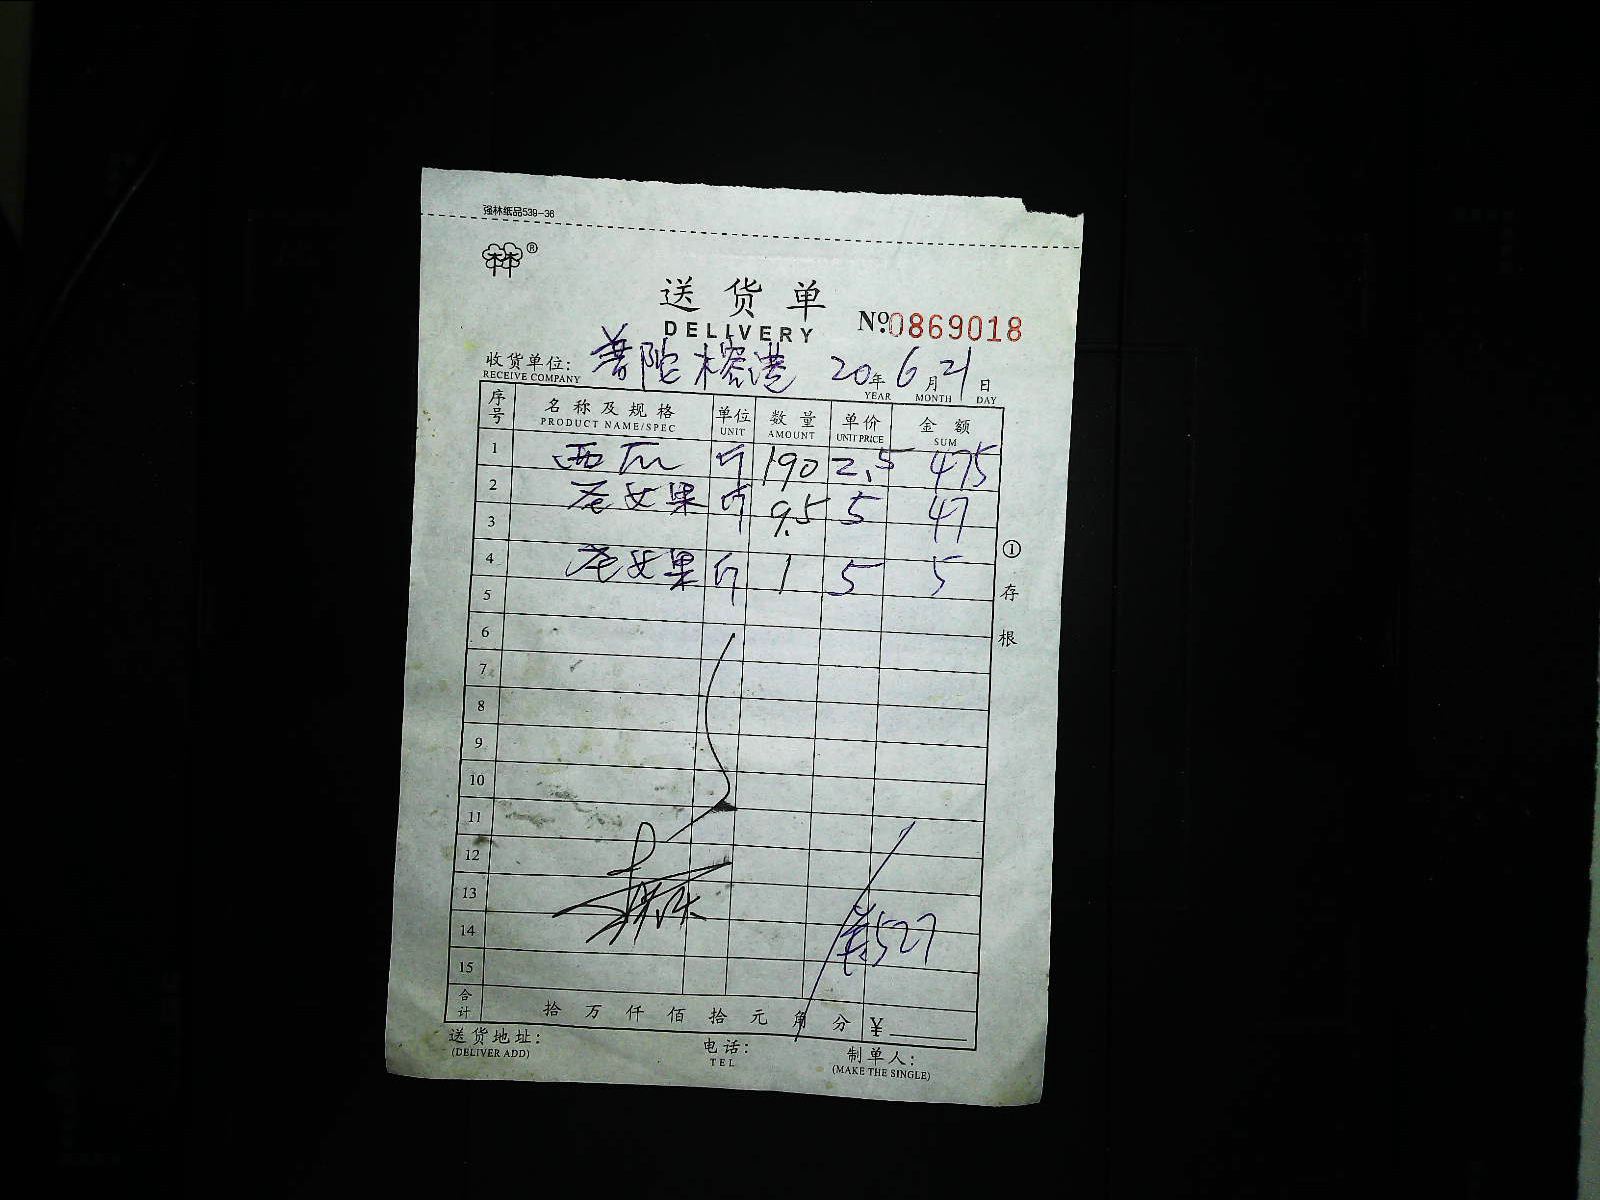 强林纸品539-36
林林®
送货单
DELIVERY
№0869018
收货单位: 普陀榕港 20年6月21日
RECEIVE COMPANY YEAR MONTH DAY
序号 名称及规格 单位 数量 单价 金额
PRODUCT NAME/SPEC UNIT AMOUNT UNIT PRICE SUM
1 西瓜 斤 190 2.5 475
2 圣女果 斤 9.5 5 47
3
4 圣女果 斤 1 5 5
5
6
7
8
9
10
11
12
13
14 527
15
合计 拾万仟佰拾元角分 ¥
送货地址: 电话: 制单人:
(DELIVER ADD) TEL (MAKE THE SINGLE)
①存根